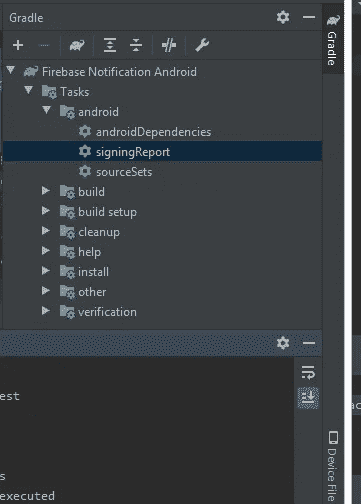 Gradle
Gradle
Firebase Notification Android
Tasks
android
androidDependencies
signingReport
sourceSets
build
build setup
cleanup
help
install
other
verification
est
ac
Device File
s
executed